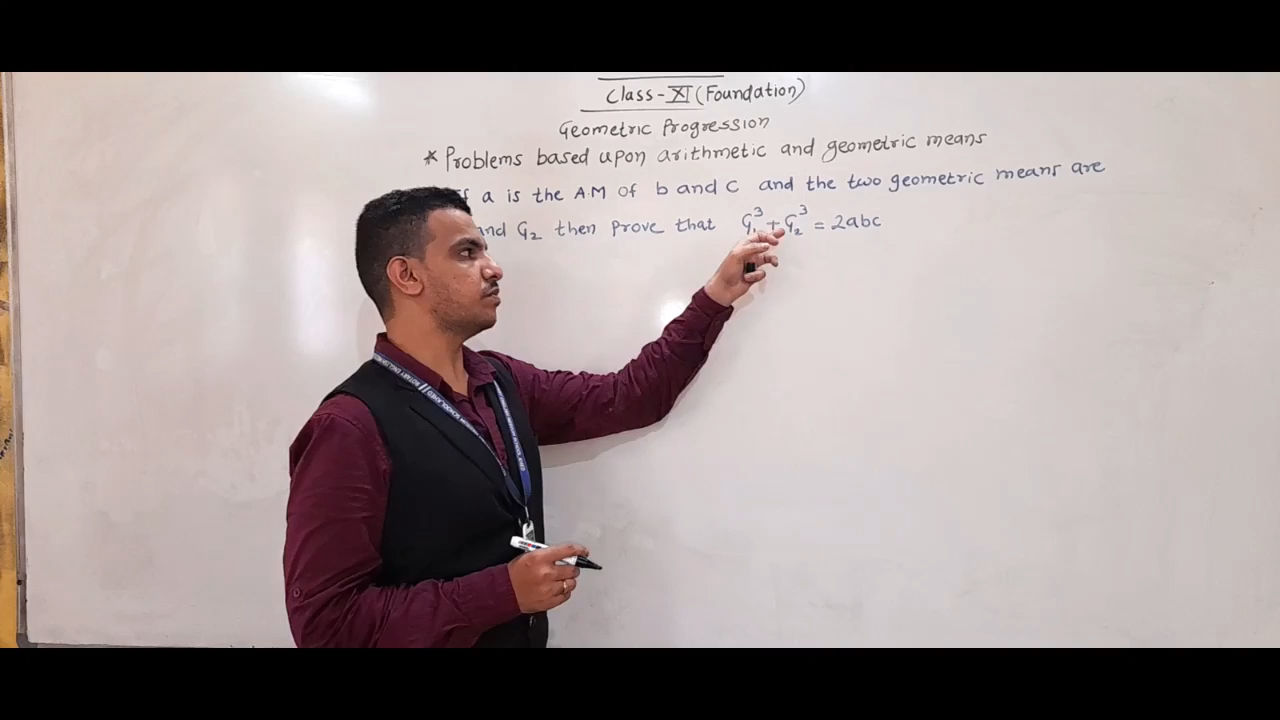 Class-XI (Foundation)
Geometric Progression
* Problems based upon arithmetic and geometric means
a is the A.M of b and c and the two geometric means are
and G₂ then prove that G₁³ + G₂³ = 2abc